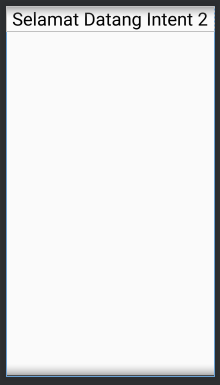 Selamat Datang Intent 2